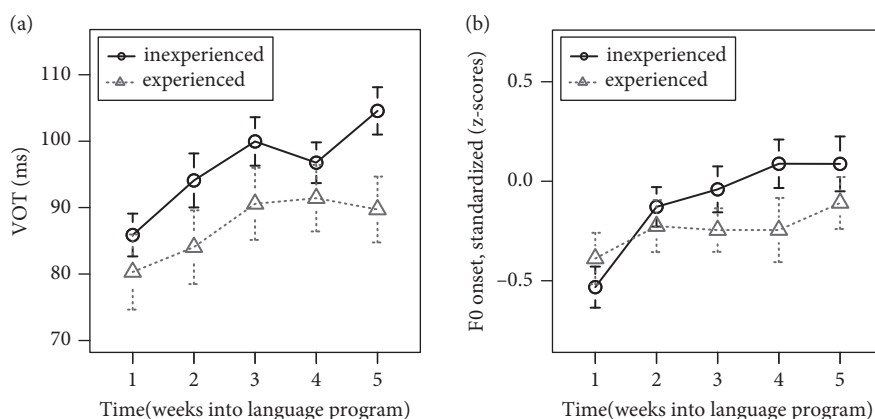 (a)
inexperienced
experienced
VOT (ms)
110
100
90
80
70
1 2 3 4 5
Time(weeks into language program)
(b)
inexperienced
experienced
F0 onset, standardized (z-scores)
0.5
0.0
−0.5
1 2 3 4 5
Time(weeks into language program)